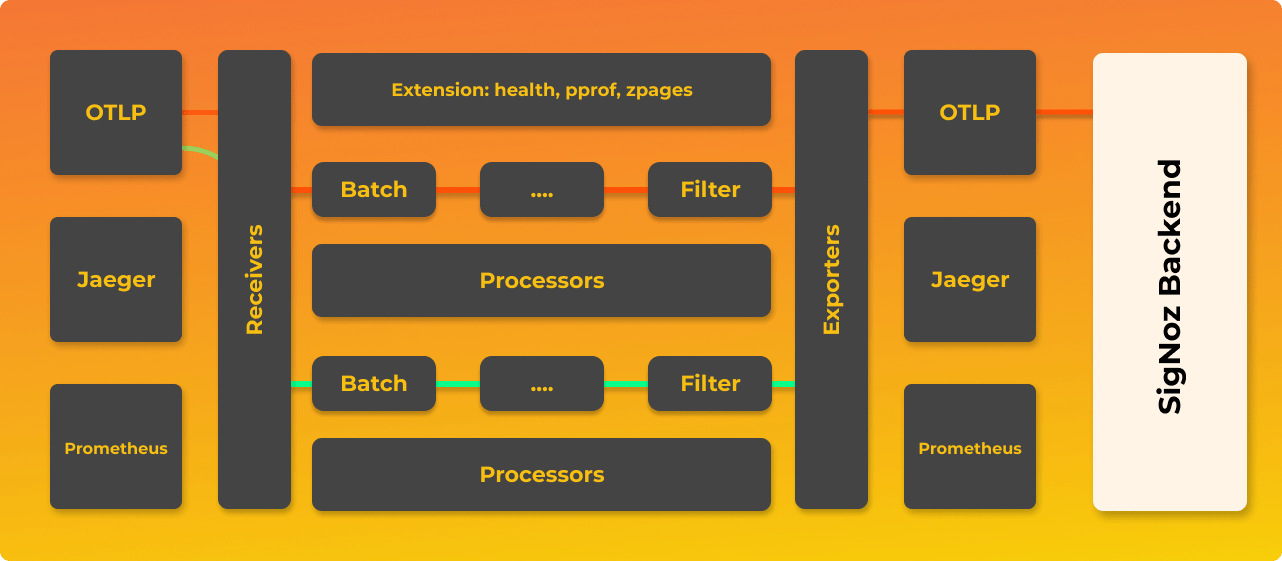 OTLP
Jaeger
Prometheus
Receivers
Extension: health, pprof, zpages
Batch
....
Filter
Processors
Batch
....
Filter
Processors
Exporters
OTLP
Jaeger
Prometheus
SigNoz Backend